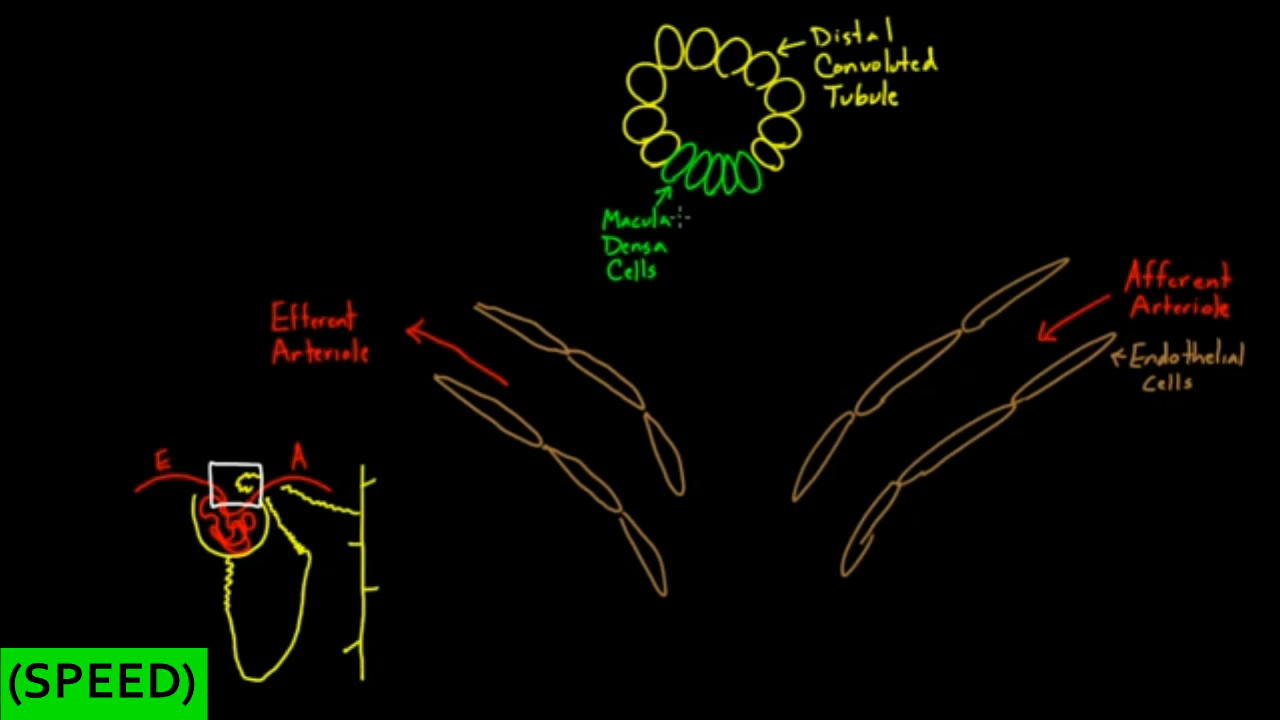 Distal
Convoluted
Tubule
Macula
Densa
Cells
Afferent
Arteriole
Endothelial
Cells
Efferent
Arteriole
E
A
(SPEED)